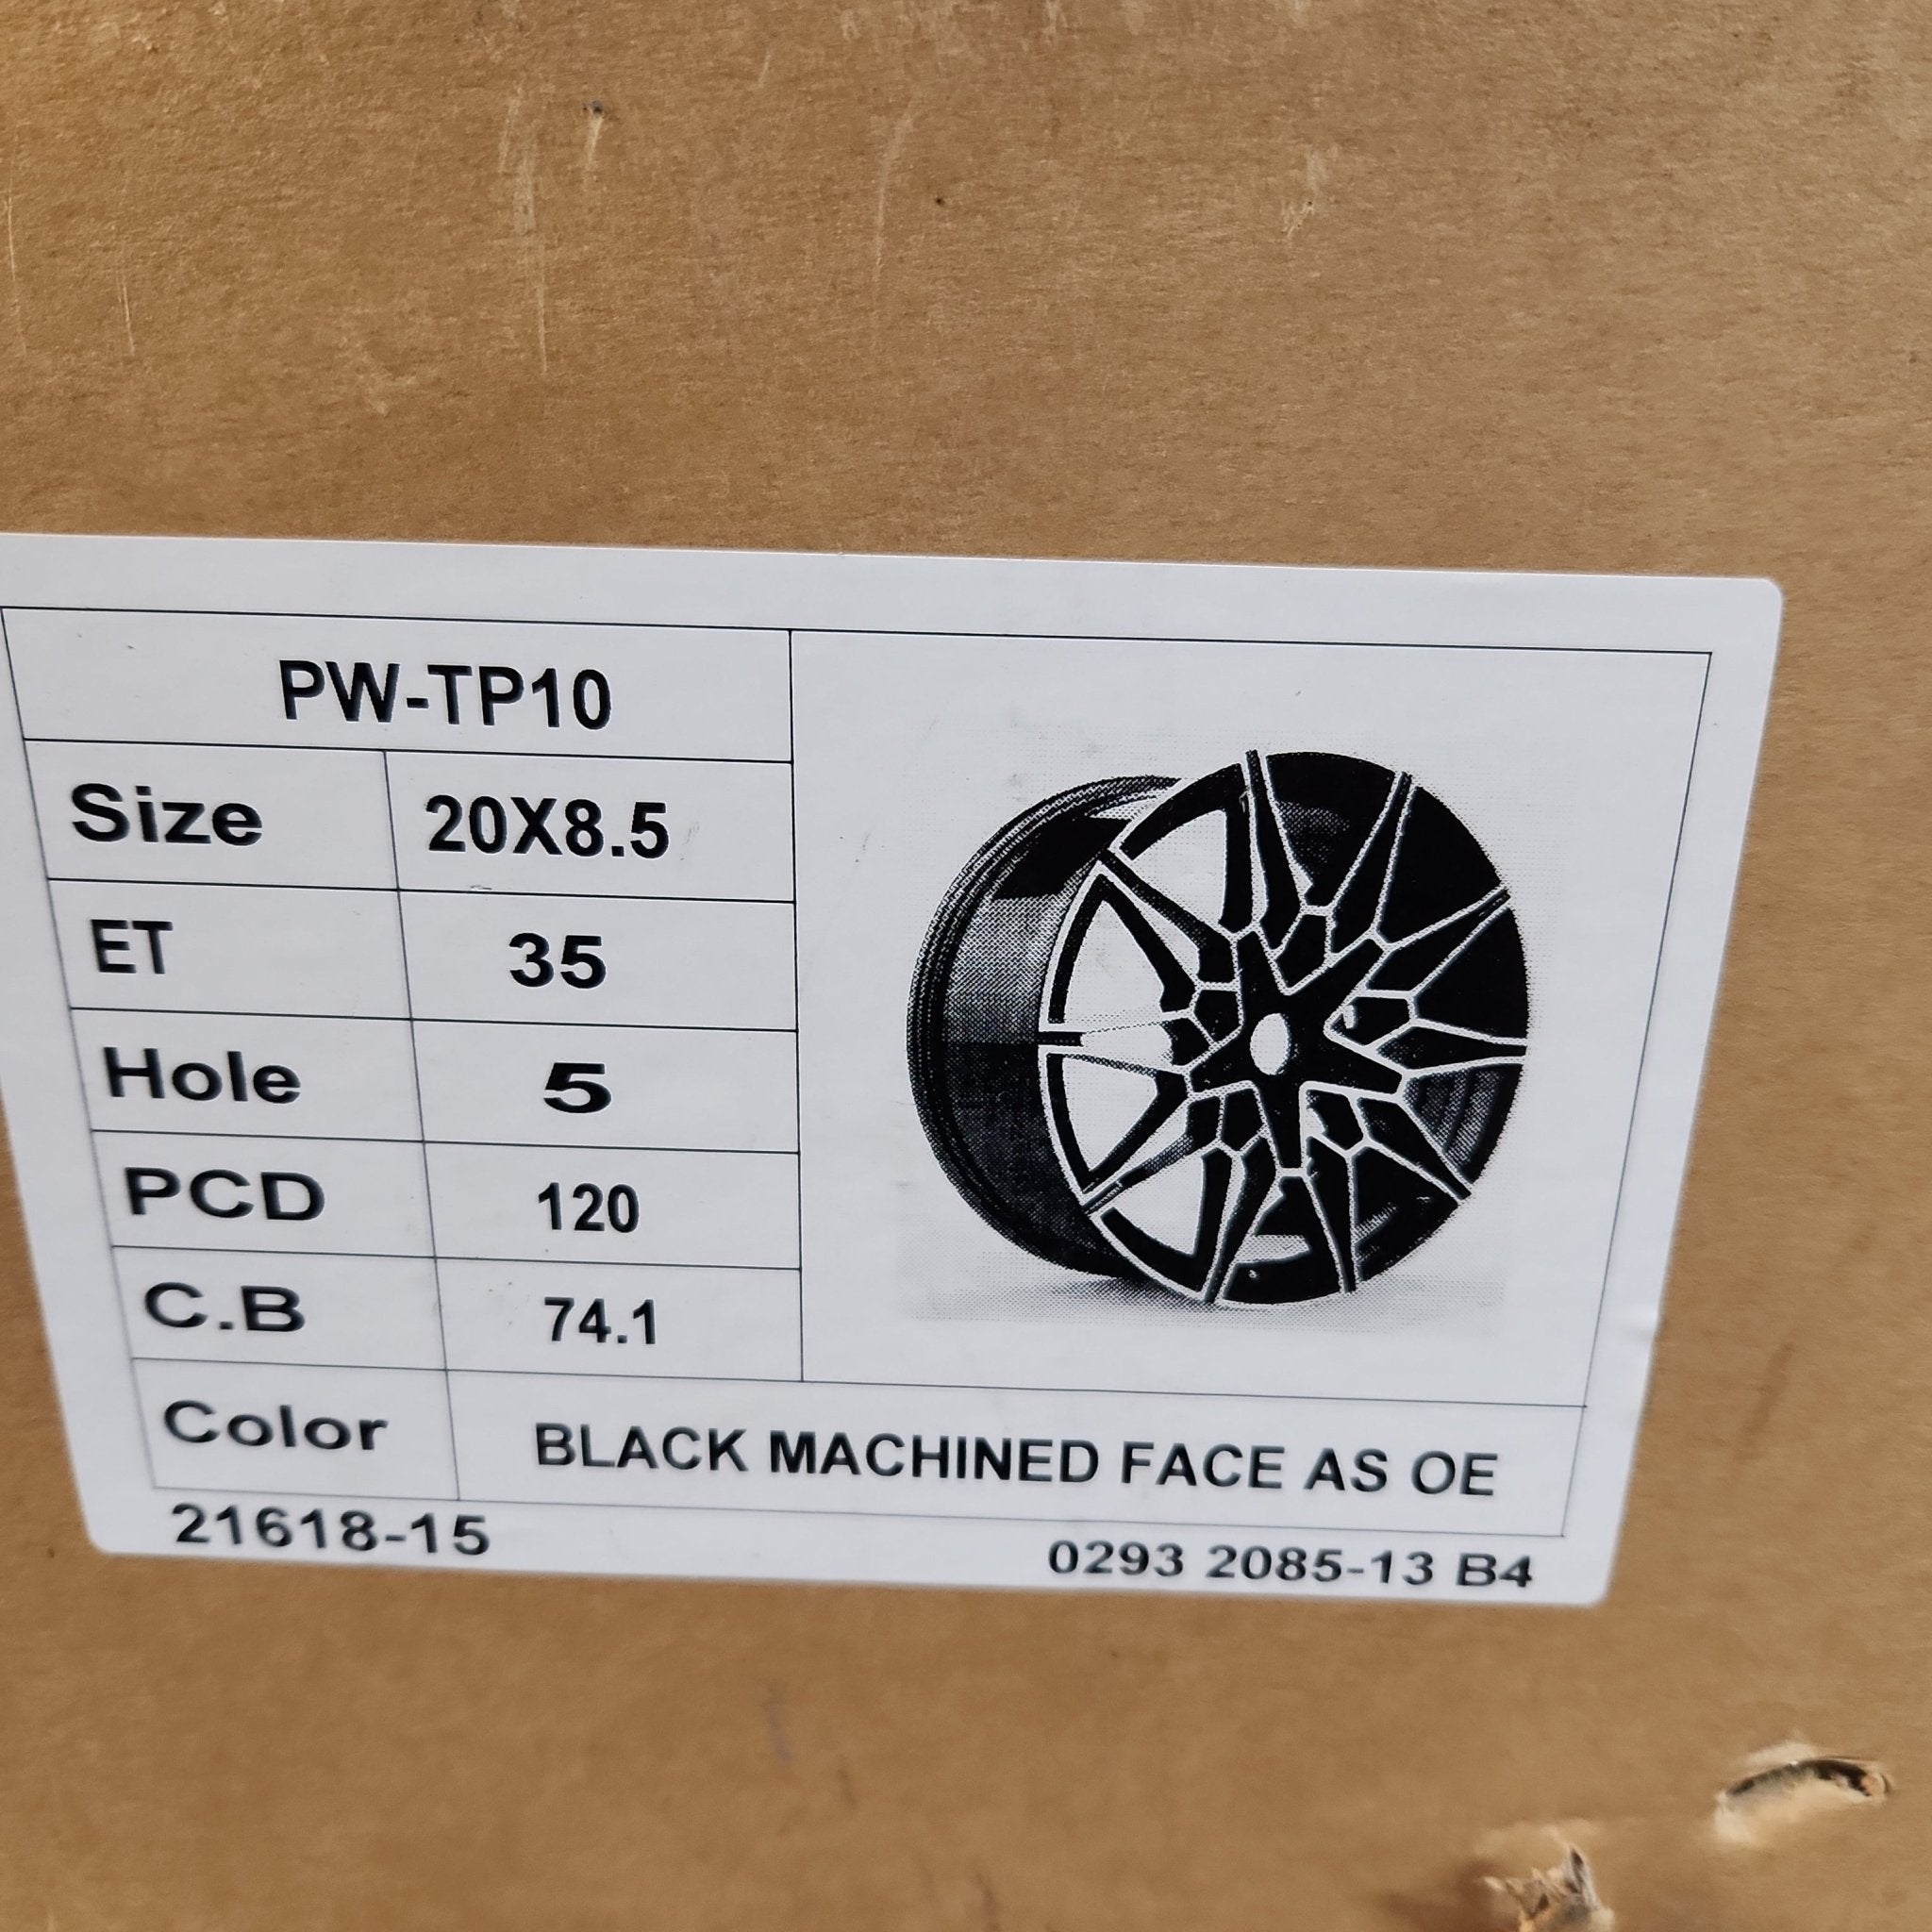 PW-TP10
Size 20X8.5
ET 35
Hole 5
PCD 120
C.B 74.1
Color BLACK MACHINED FACE AS OE
21618-15 0293 2085-13 B4